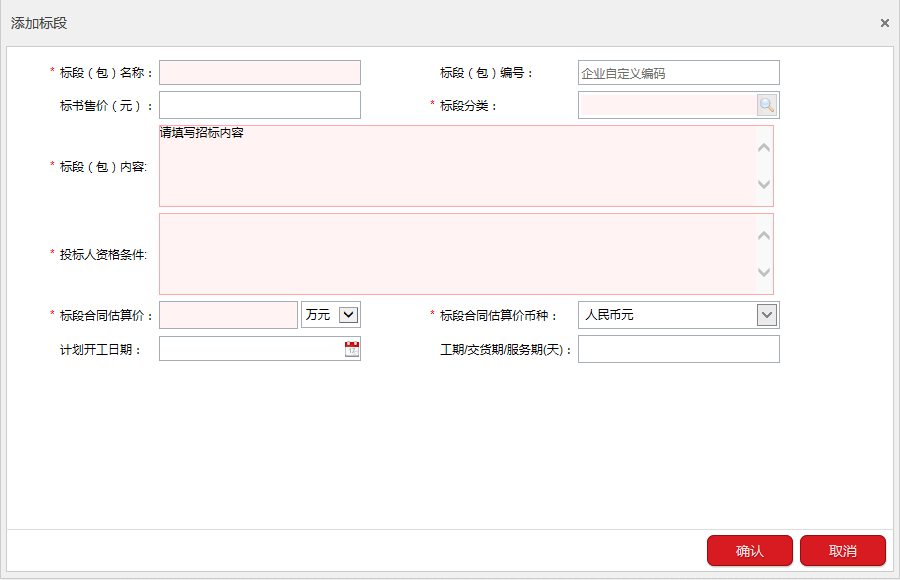 添加标段
* 标段（包）名称：
标段（包）编号：
企业自定义编码
标书售价（元）：
* 标段分类：
* 标段（包）内容:
请填写招标内容
* 投标人资格条件:
* 标段合同估算价：
万元
* 标段合同估算价币种：
人民币元
计划开工日期：
工期/交货期/服务期(天)：
确认
取消